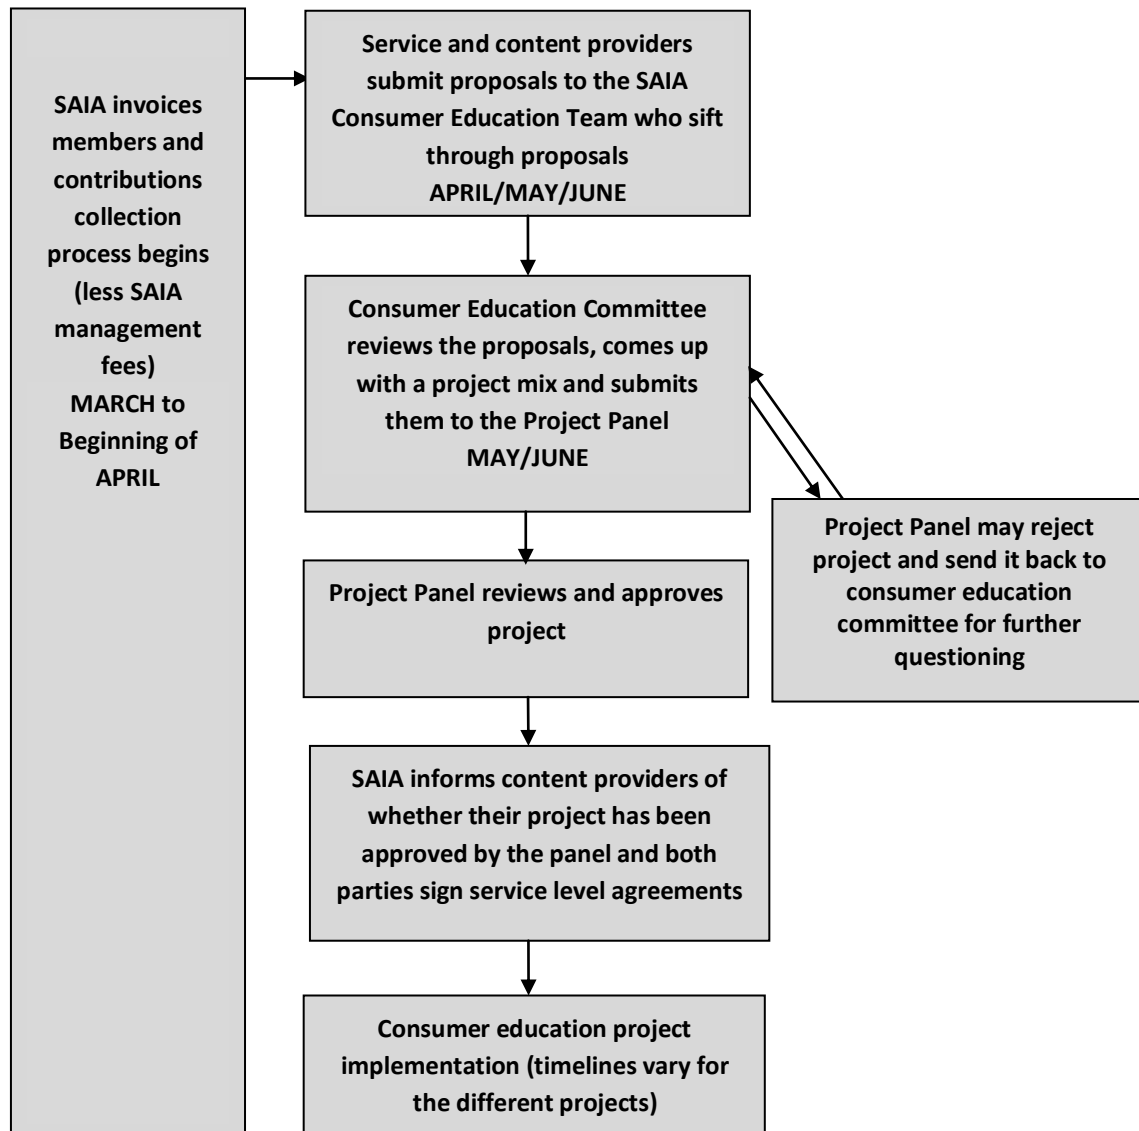 SAIA invoices
members and
contributions
collection
process begins
(less SAIA
management
fees)
MARCH to
Beginning of
APRIL
Service and content providers
submit proposals to the SAIA
Consumer Education Team who sift
through proposals
APRIL/MAY/JUNE
Consumer Education Committee
reviews the proposals, comes up
with a project mix and submits
them to the Project Panel
MAY/JUNE
Project Panel may reject
project and send it back to
consumer education
committee for further
questioning
Project Panel reviews and approves
project
SAIA informs content providers of
whether their project has been
approved by the panel and both
parties sign service level agreements
Consumer education project
implementation (timelines vary for
the different projects)